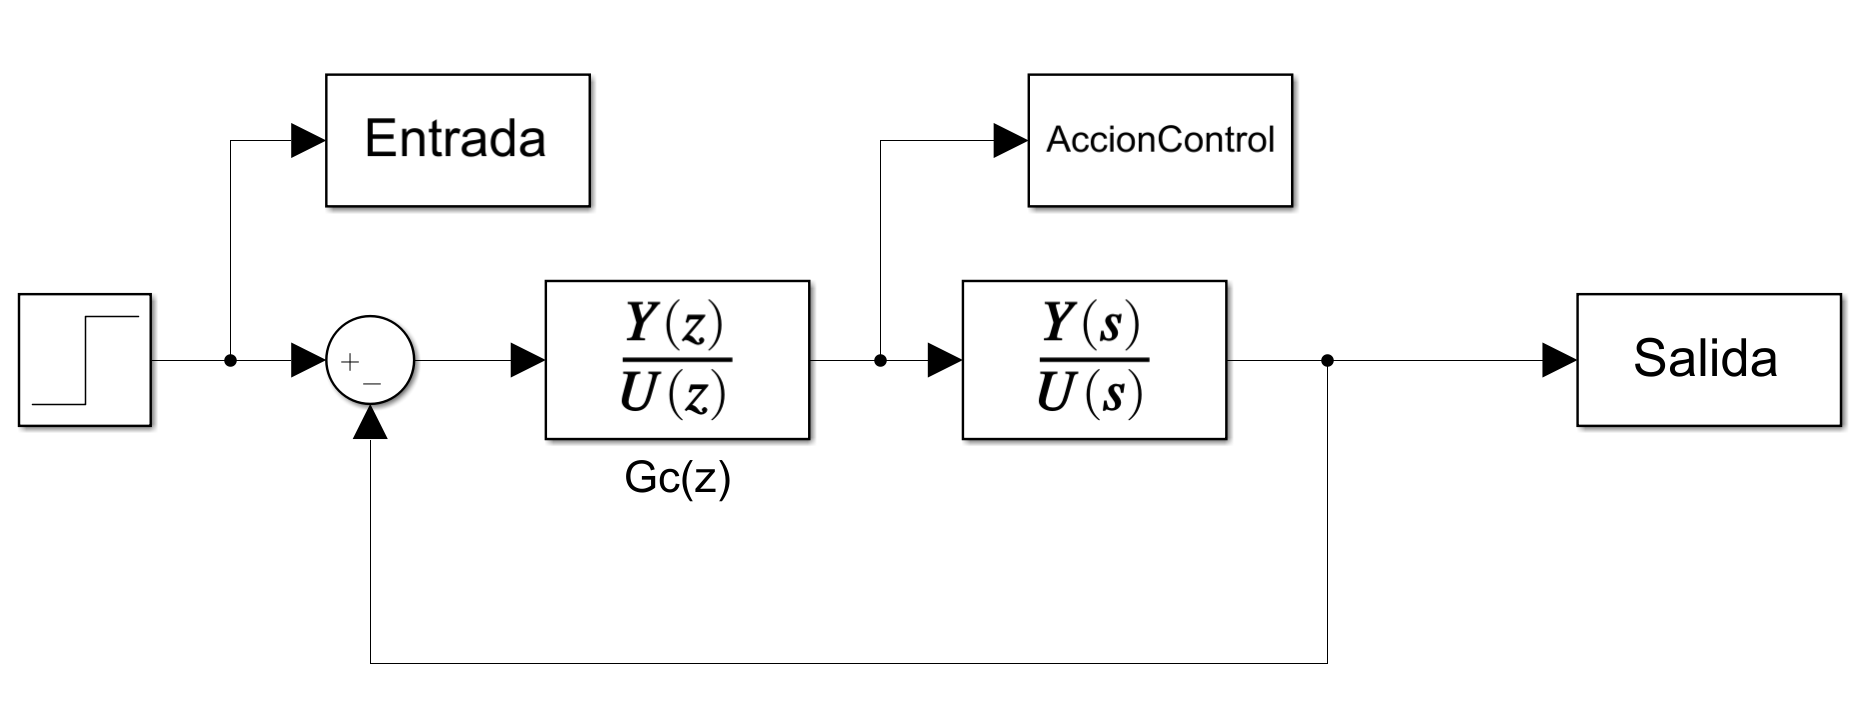 Entrada
AccionControl
+
−
Y(z)
U(z)
Y(s)
U(s)
Salida
Gc(z)